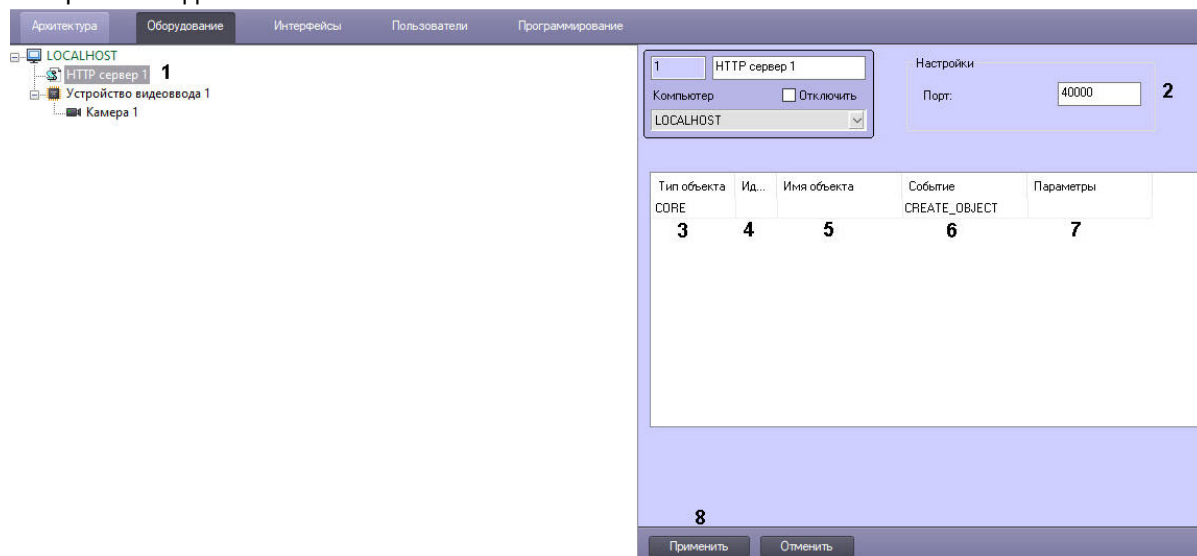 Архитектура Оборудование Интерфейсы Пользователи Программирование
LOCALHOST
HTTP сервер 1 1
Устройство видеоввода 1
Камера 1
1 HTTP сервер 1
Компьютер Отключить
LOCALHOST
Настройки
Порт: 40000 2
Тип объекта Ид... Имя объекта Событие Параметры
CORE CREATE_OBJECT
3 4 5 6 7
8
Применить Отменить